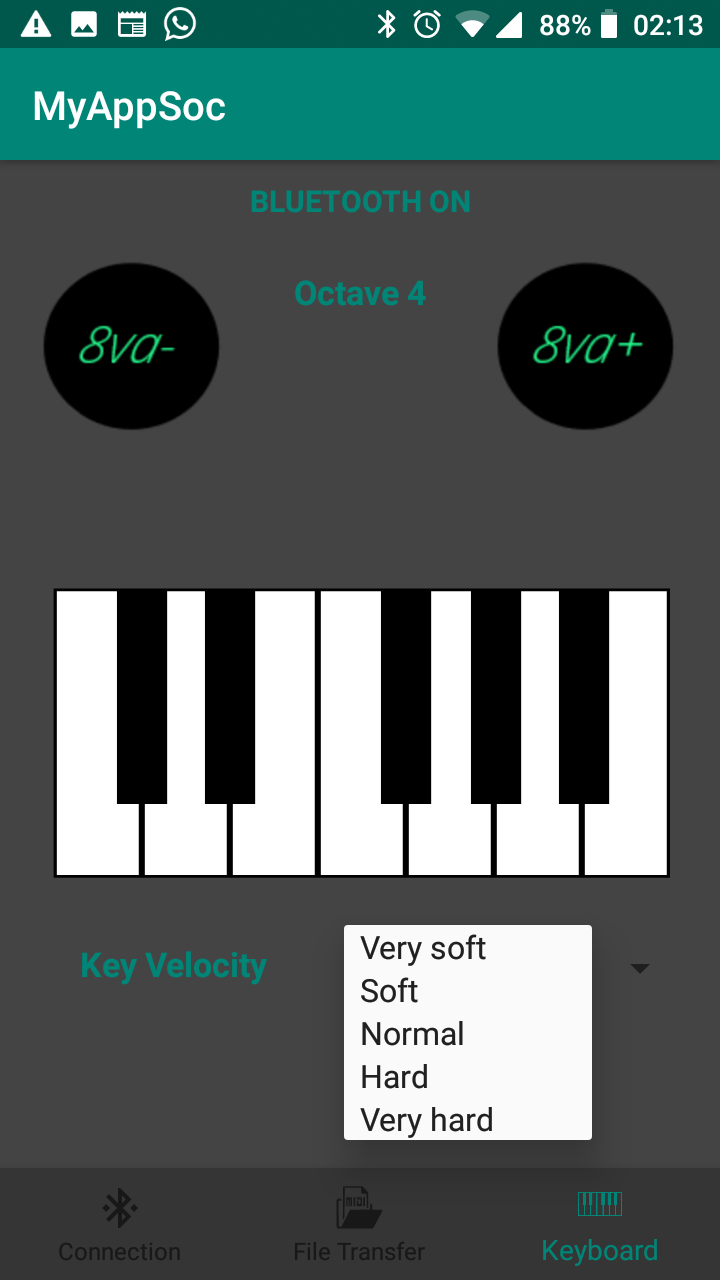 88% 02:13
MyAppSoc
BLUETOOTH ON
Octave 4
8va-
8va+
Key Velocity
Very soft
Soft
Normal
Hard
Very hard
MIDI
Connection
File Transfer
Keyboard